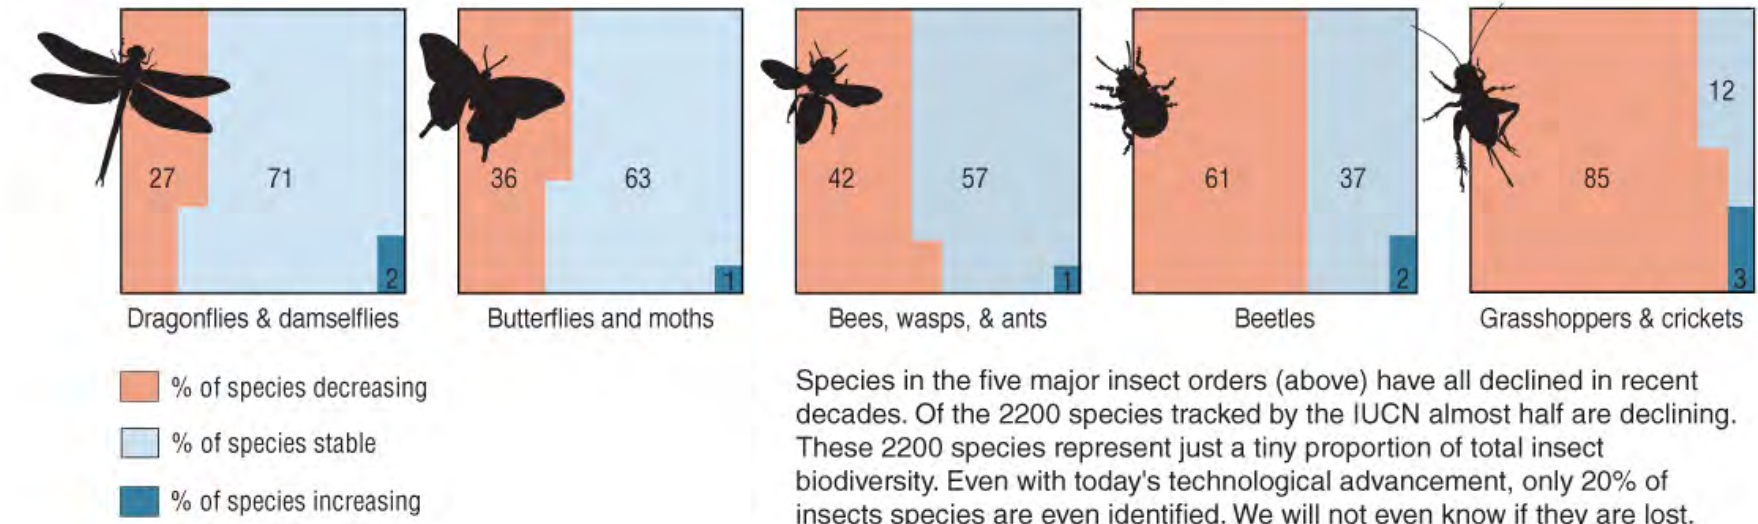 27 71 2
36 63 1
42 57 1
61 37 2
85 12 3
Dragonflies & damselflies
Butterflies and moths
Bees, wasps, & ants
Beetles
Grasshoppers & crickets
% of species decreasing
% of species stable
% of species increasing
Species in the five major insect orders (above) have all declined in recent
decades. Of the 2200 species tracked by the IUCN almost half are declining.
These 2200 species represent just a tiny proportion of total insect
biodiversity. Even with today's technological advancement, only 20% of
insects species are even identified. We will not even know if they are lost.